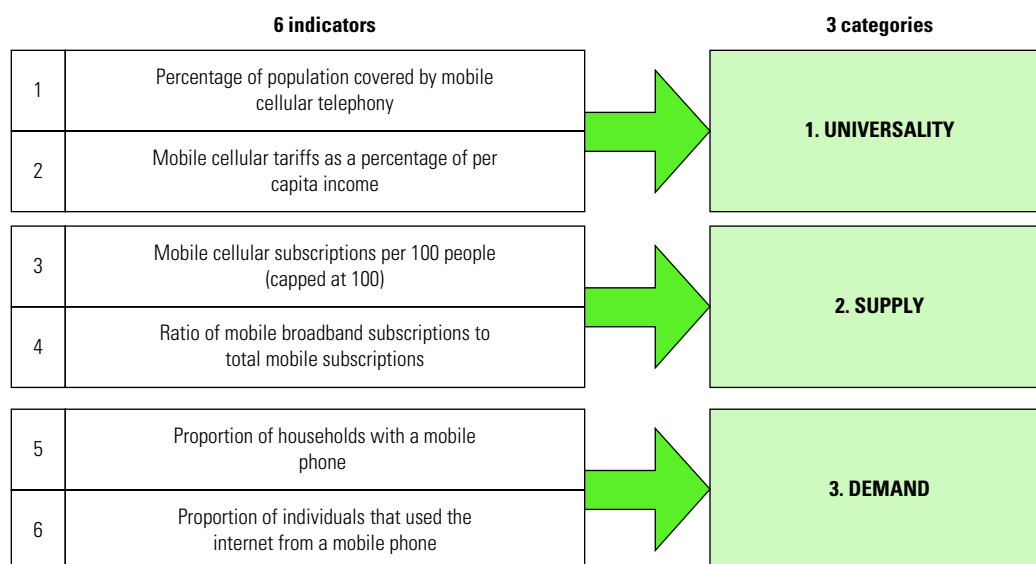 6 indicators
3 categories
1
Percentage of population covered by mobile
cellular telephony
2
Mobile cellular tariffs as a percentage of per
capita income
1. UNIVERSALITY
3
Mobile cellular subscriptions per 100 people
(capped at 100)
4
Ratio of mobile broadband subscriptions to
total mobile subscriptions
2. SUPPLY
5
Proportion of households with a mobile
phone
6
Proportion of individuals that used the
internet from a mobile phone
3. DEMAND